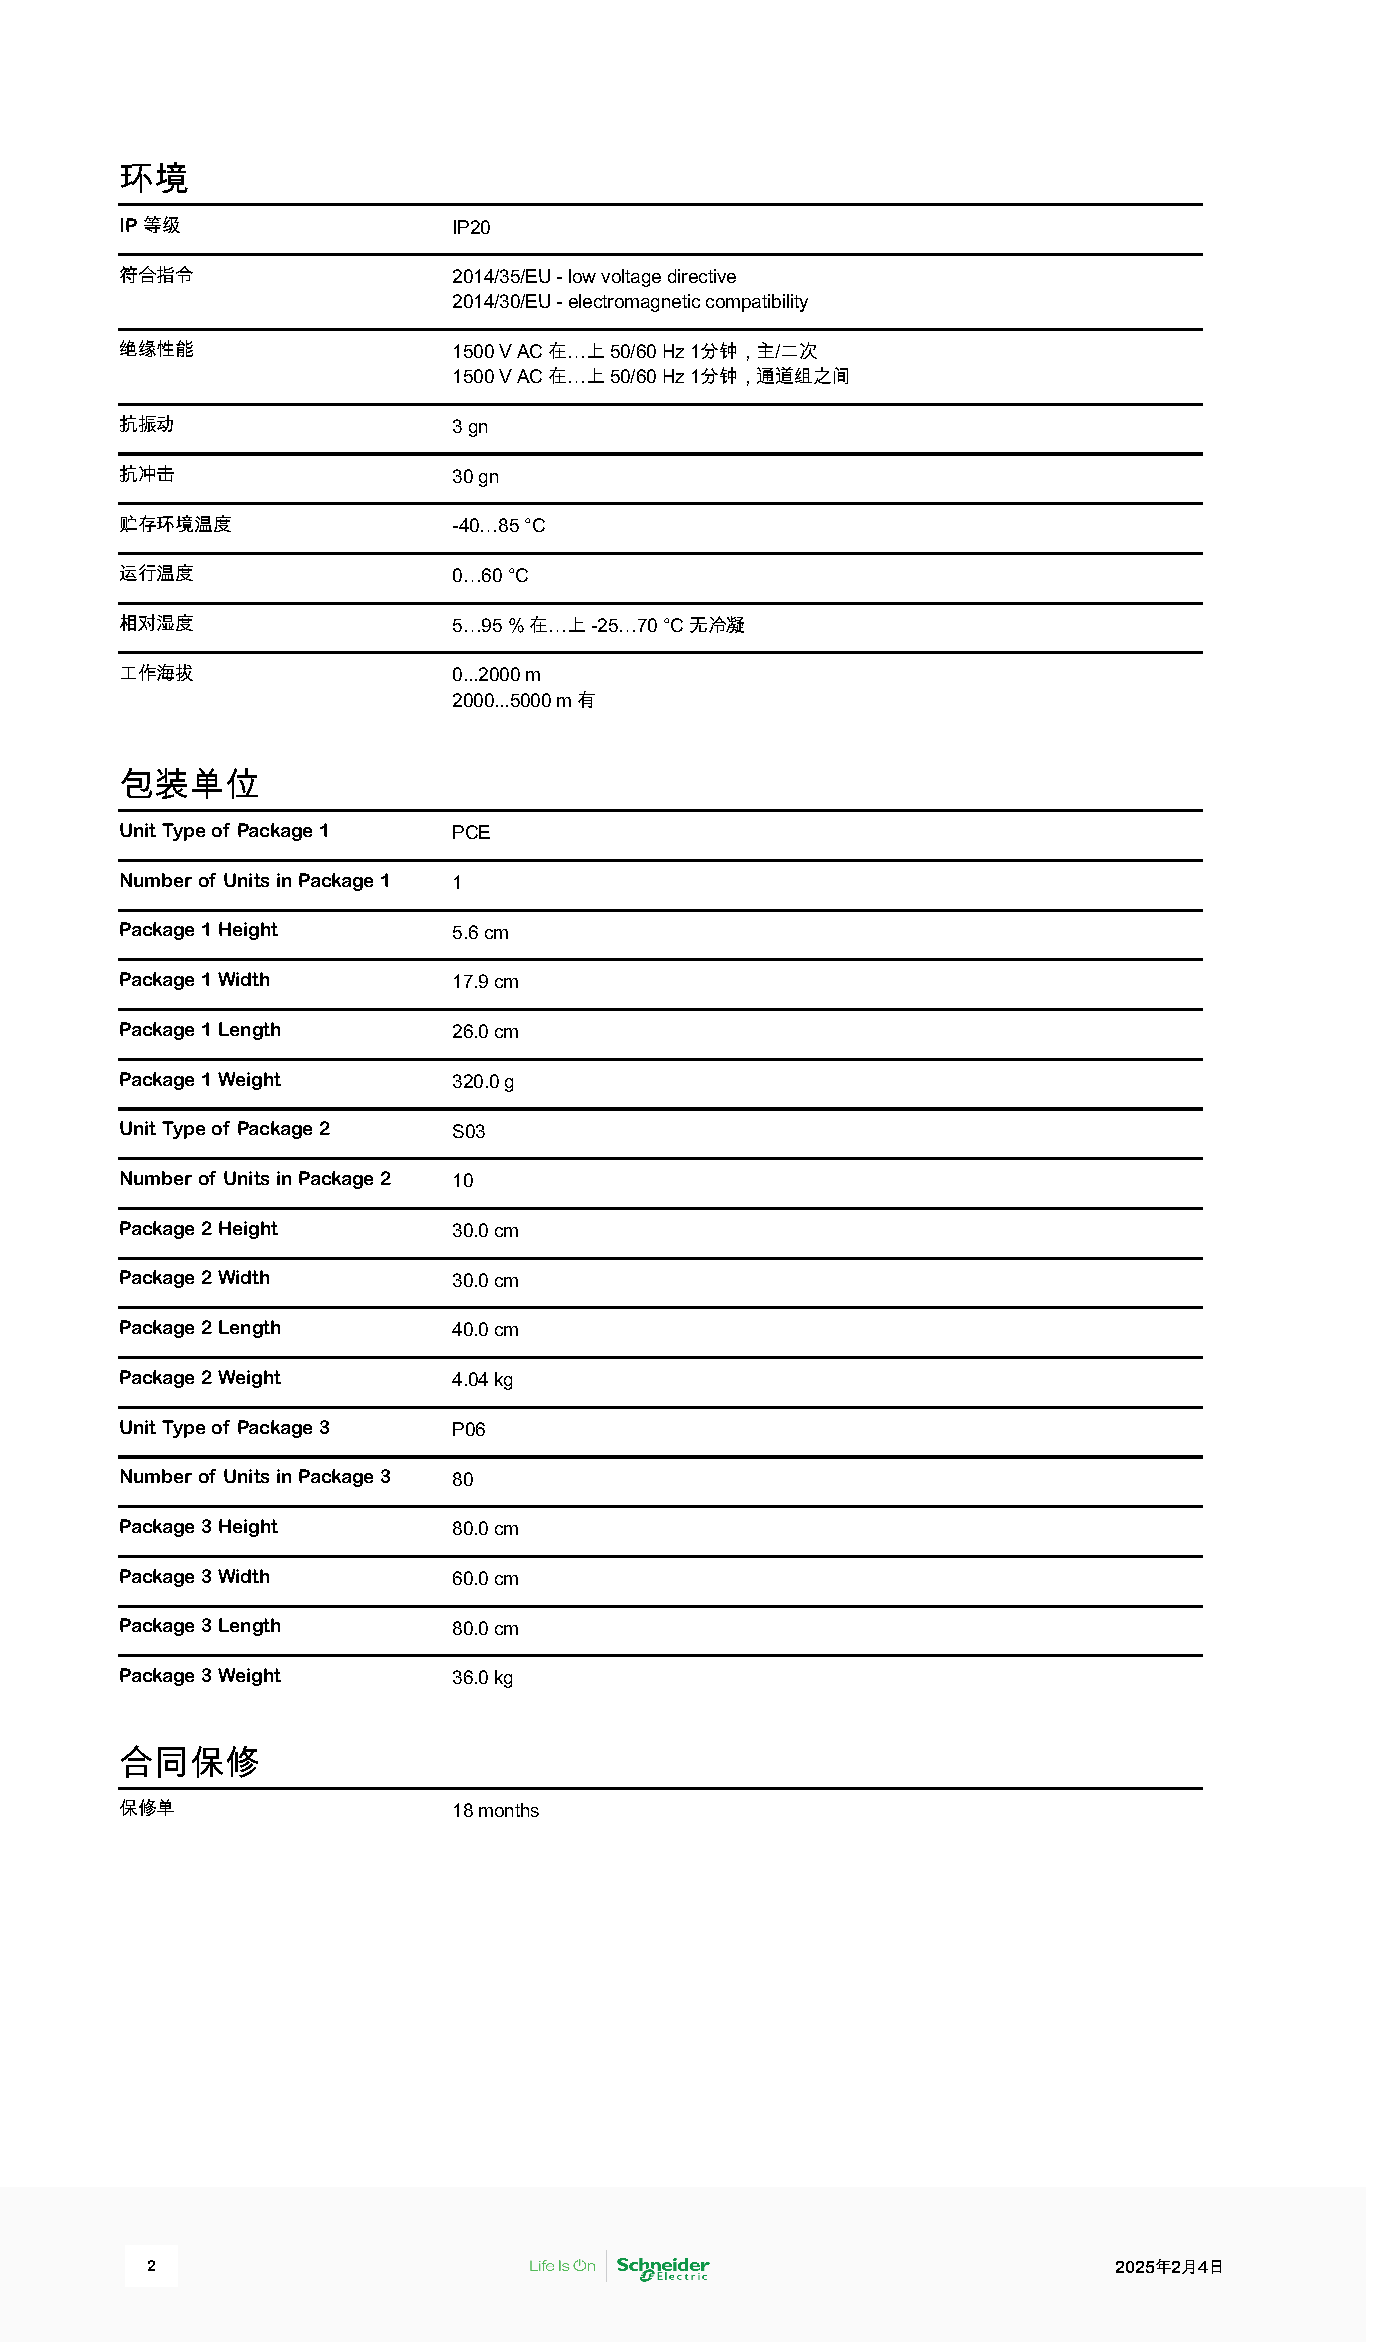 环境
IP 等级 IP20
符合指令 2014/35/EU - low voltage directive
2014/30/EU - electromagnetic compatibility
绝缘性能 1500 V AC 在…上 50/60 Hz 1分钟，主/二次
1500 V AC 在…上 50/60 Hz 1分钟，通道组之间
抗振动 3 gn
抗冲击 30 gn
贮存环境温度 -40…85 °C
运行温度 0…60 °C
相对湿度 5…95 % 在…上 -25…70 °C 无冷凝
工作海拔 0...2000 m
2000...5000 m 有
包装单位
Unit Type of Package 1 PCE
Number of Units in Package 1 1
Package 1 Height 5.6 cm
Package 1 Width 17.9 cm
Package 1 Length 26.0 cm
Package 1 Weight 320.0 g
Unit Type of Package 2 S03
Number of Units in Package 2 10
Package 2 Height 30.0 cm
Package 2 Width 30.0 cm
Package 2 Length 40.0 cm
Package 2 Weight 4.04 kg
Unit Type of Package 3 P06
Number of Units in Package 3 80
Package 3 Height 80.0 cm
Package 3 Width 60.0 cm
Package 3 Length 80.0 cm
Package 3 Weight 36.0 kg
合同保修
保修单 18 months
2 Life Is On Schneider Electric 2025年2月4日